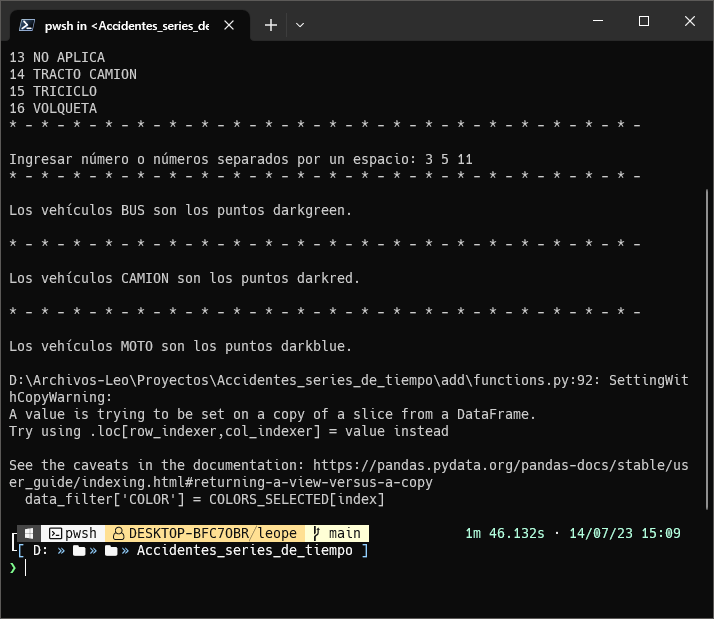 pwsh in <Accidentes_series_de
13 NO APLICA
14 TRACTO CAMION
15 TRICICLO
16 VOLQUETA
* - * - * - * - * - * - * - * - * - * - * - * - * - * - * - * - * - * - * - * -
Ingresar número o números separados por un espacio: 3 5 11
* - * - * - * - * - * - * - * - * - * - * - * - * - * - * - * - * - * - * - * -
Los vehículos BUS son los puntos darkgreen.
* - * - * - * - * - * - * - * - * - * - * - * - * - * - * - * - * - * - * - * -
Los vehículos CAMION son los puntos darkred.
* - * - * - * - * - * - * - * - * - * - * - * - * - * - * - * - * - * - * - * -
Los vehículos MOTO son los puntos darkblue.
D:\Archivos-Leo\Proyectos\Accidentes_series_de_tiempo\add\functions.py:92: SettingWit
hCopyWarning:
A value is trying to be set on a copy of a slice from a DataFrame.
Try using .loc[row_indexer,col_indexer] = value instead
See the caveats in the documentation: https://pandas.pydata.org/pandas-docs/stable/us
er_guide/indexing.html#returning-a-view-versus-a-copy
data_filter['COLOR'] = COLORS_SELECTED[index]
pwsh DESKTOP-BFC7OBR/leope main 1m 46.132s · 14/07/23 15:09
[ D: » » » Accidentes_series_de_tiempo ]
❯